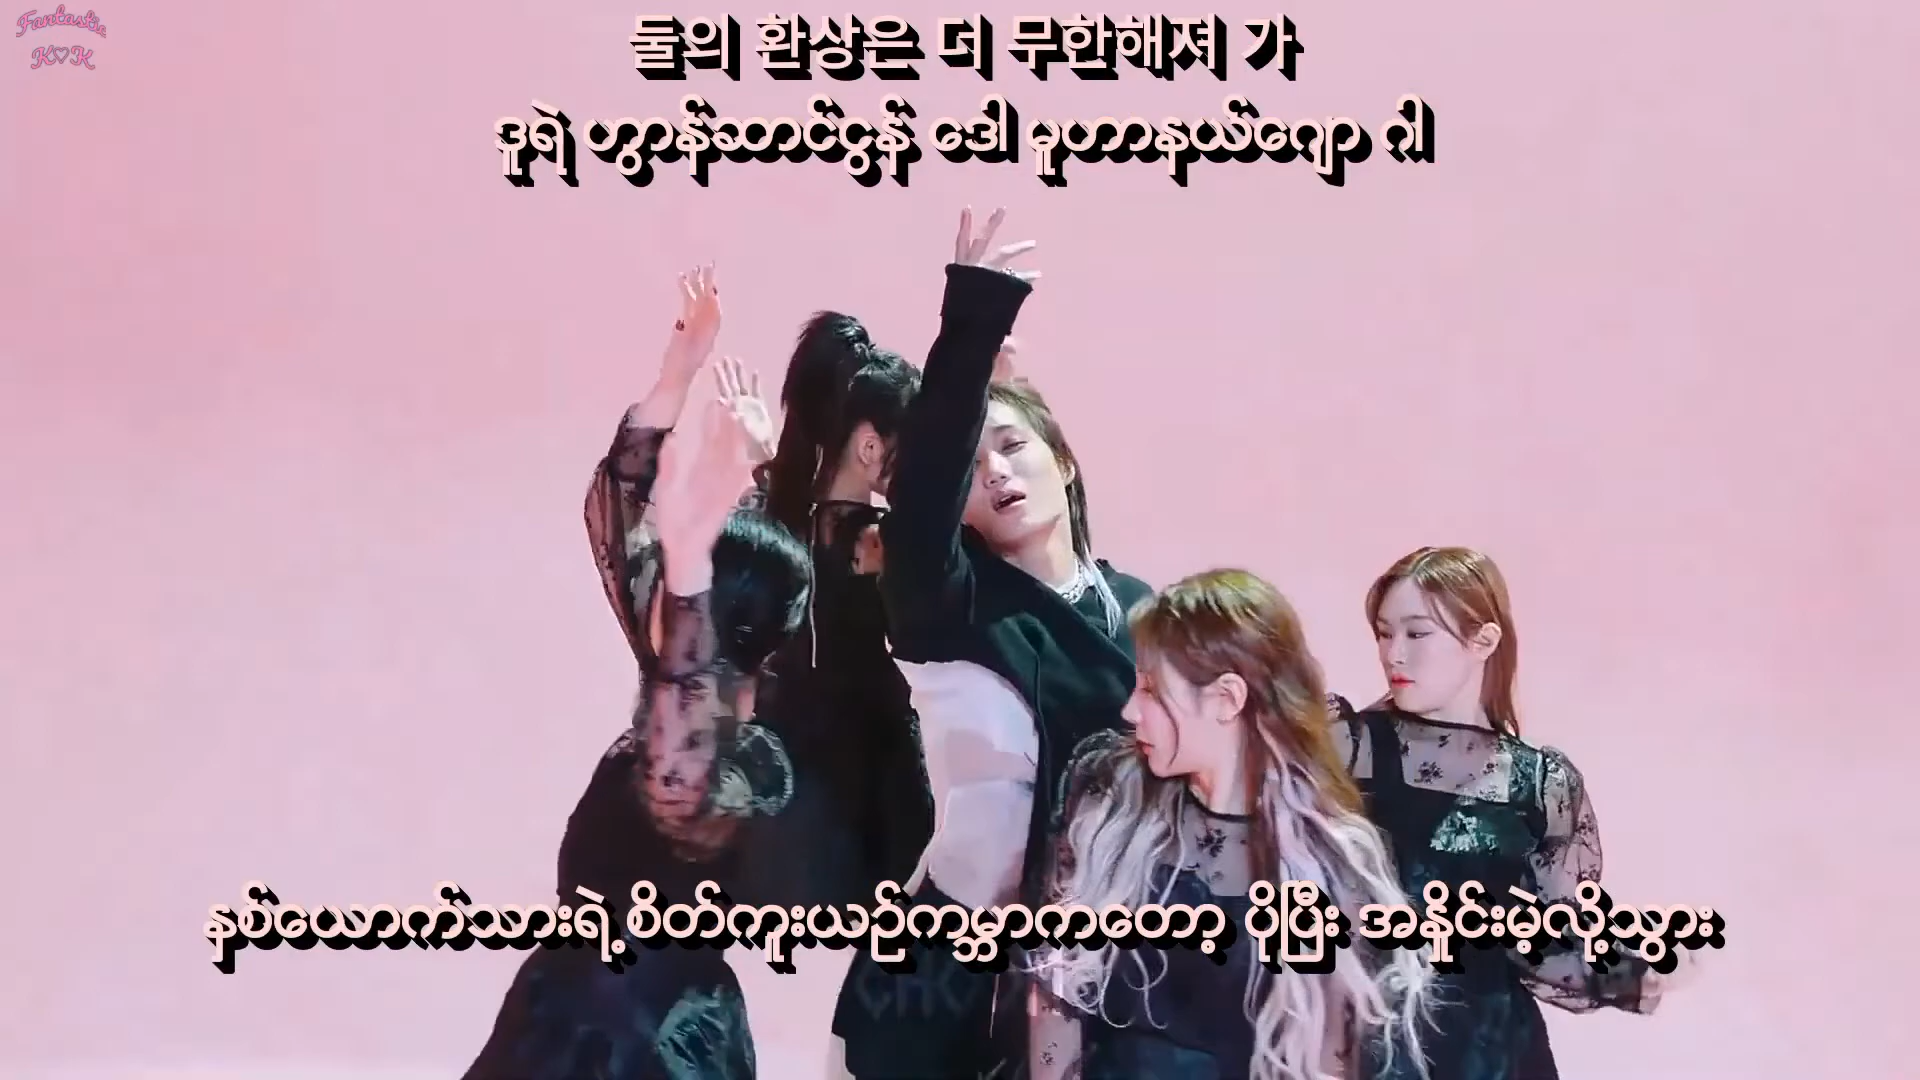 Fantastic
K♡K
둘의 환상은 더 무한해져 가
ဒူရဲ ဟွာန်ဆာင်ငွန် ဒေါ် မူဟာနယ်ဂျော ဂါ
နှစ်ယောက်သားရဲ့စိတ်ကူးယဉ်ကမ္ဘာကတော့ ပိုပြီး အနှိုင်းမဲ့လို့သွား